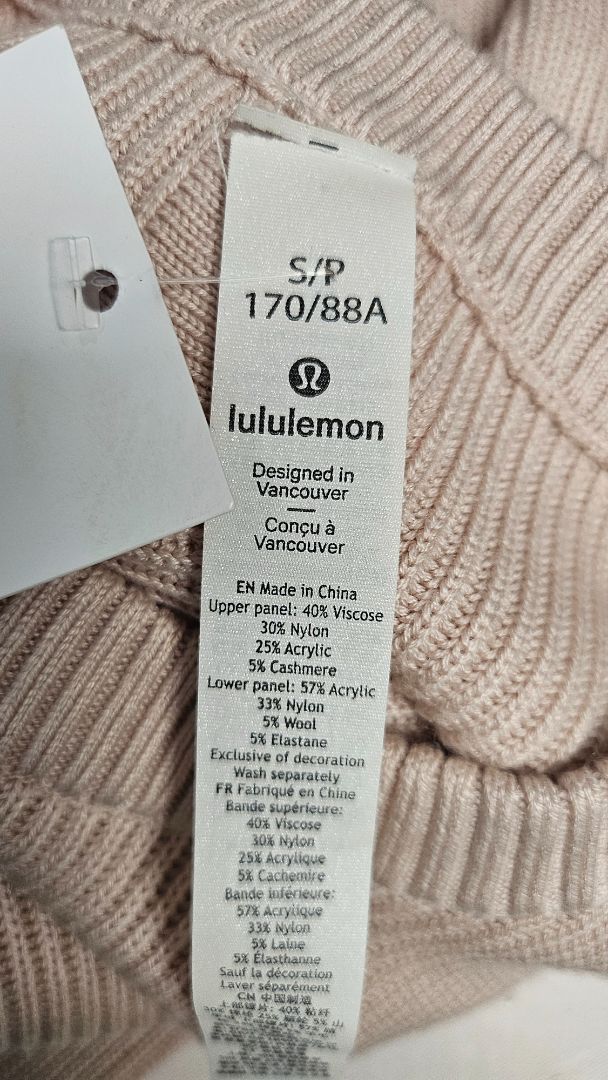 S/P
170/88A
lululemon
Designed in
Vancouver
Conçu à
Vancouver
EN Made in China
Upper panel: 40% Viscose
30% Nylon
25% Acrylic
5% Cashmere
Lower panel: 57% Acrylic
33% Nylon
5% Wool
5% Elastane
Exclusive of decoration
Wash separately
FR Fabriqué en Chine
Bande supérieure:
40% Viscose
30% Nylon
25% Acrylique
5% Cachemire
Bande inférieure:
57% Acrylique
33% Nylon
5% Laine
5% Élasthanne
Sauf la décoration
Laver séparément
CN 中国制造